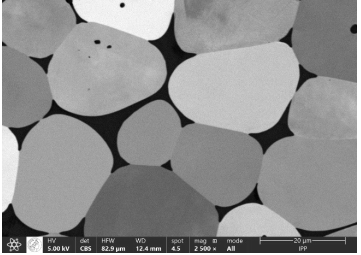 HV det HFW WD spot mag mode 20 µm
5.00 kV CBS 82.9 µm 12.4 mm 4.5 2 500 × All IPP